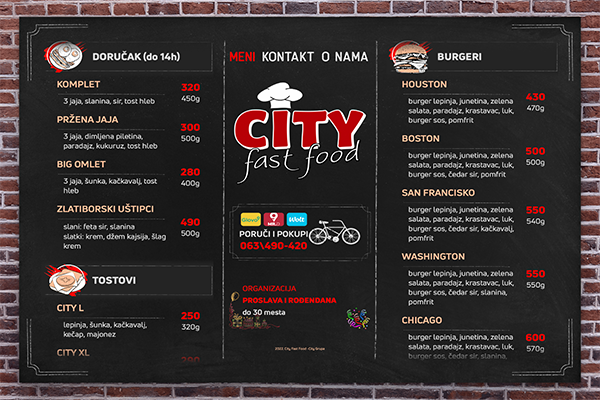 DORUČAK (do 14h)
KOMPLET
320
3 jaja, slanina, sir, tost hleb
450g
PRŽENA JAJA
300
3 jaja, dimljena piletina,
paradajz, kukuruz, tost hleb
500g
BIG OMLET
280
3 jaja, šunka, kačkavalj, tost
hleb
400g
ZLATIBORSKI UŠTIPCI
490
slani: feta sir, slanina
slatki: krem, džem kajsija, šlag
krem
500g
TOSTOVI
CITY L
250
lepinja, šunka, kačkavalj,
kečap, majonez
320g
CITY XL
290
MENI KONTAKT O NAMA
CITY
fast food
Glovo
9
Wolt
PORUČI I POKUPI
063\490-420
ORGANIZACIJA
PROSLAVA I ROĐENDANA
do 30 mesta
2022. City Fast Food - City Grupa
BURGERI
HOUSTON
430
burger lepinja, junetina, zelena
salata, paradajz, krastavac, luk,
burger sos, pomfrit
470g
BOSTON
500
burger lepinja, junetina, zelena
salata, paradajz, krastavac, luk,
burger sos, čedar sir, pomfrit
500g
SAN FRANCISKO
550
burger lepinja, junetina, zelena
salata, paradajz, krastavac, luk,
burger sos, čedar sir, kačkavalj,
pomfrit
540g
WASHINGTON
550
burger lepinja, junetina, zelena
salata, paradajz, krastavac, luk,
burger sos, čedar sir, slanina,
pomfrit
550g
CHICAGO
600
burger lepinja, junetina, zelena
salata, paradajz, krastavac, luk,
burger sos, čedar sir, slanina,
570g